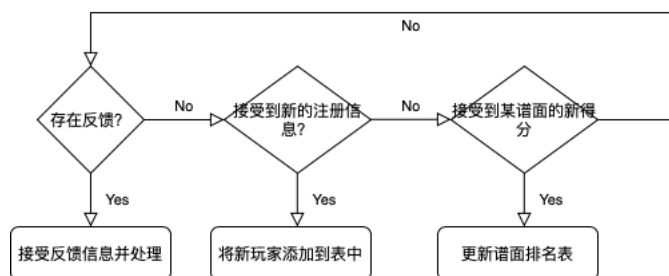 No
存在反馈？
No
接受到新的注册信
息？
No
接受到某谱面的新得
分
Yes
Yes
Yes
接受反馈信息并处理
将新玩家添加到表中
更新谱面排名表